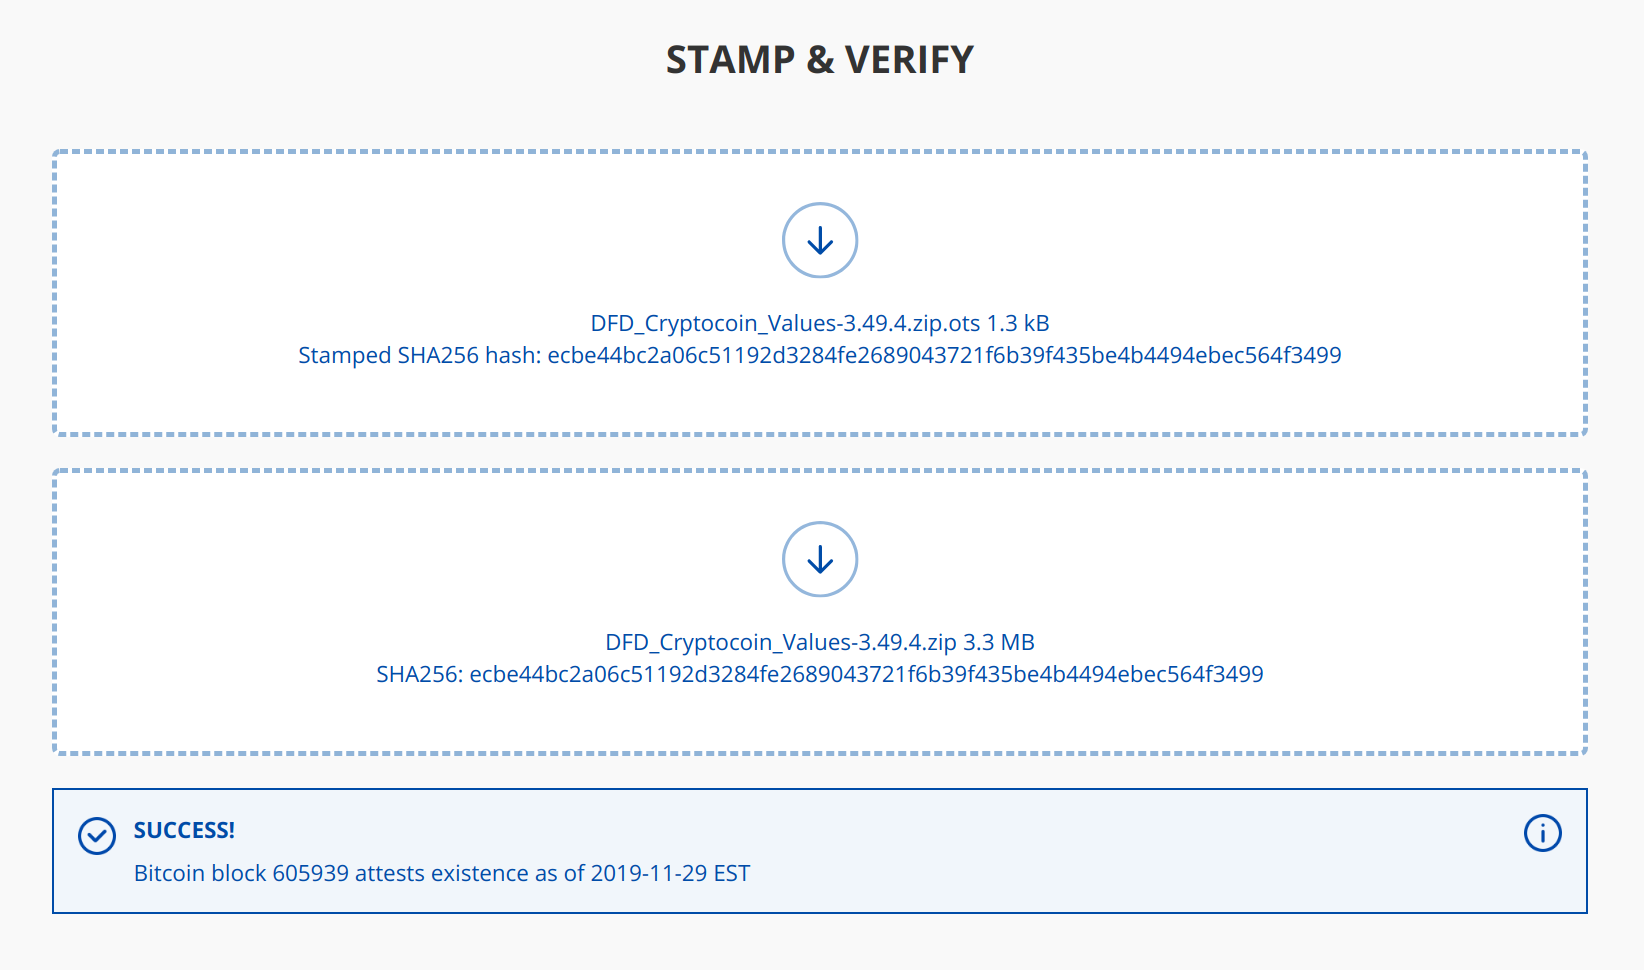 STAMP & VERIFY
DFD_Cryptocoin_Values-3.49.4.zip.ots 1.3 kB
Stamped SHA256 hash: ecbe44bc2a06c51192d3284fe2689043721f6b39f435be4b4494ebec564f3499
DFD_Cryptocoin_Values-3.49.4.zip 3.3 MB
SHA256: ecbe44bc2a06c51192d3284fe2689043721f6b39f435be4b4494ebec564f3499
SUCCESS!
Bitcoin block 605939 attests existence as of 2019-11-29 EST